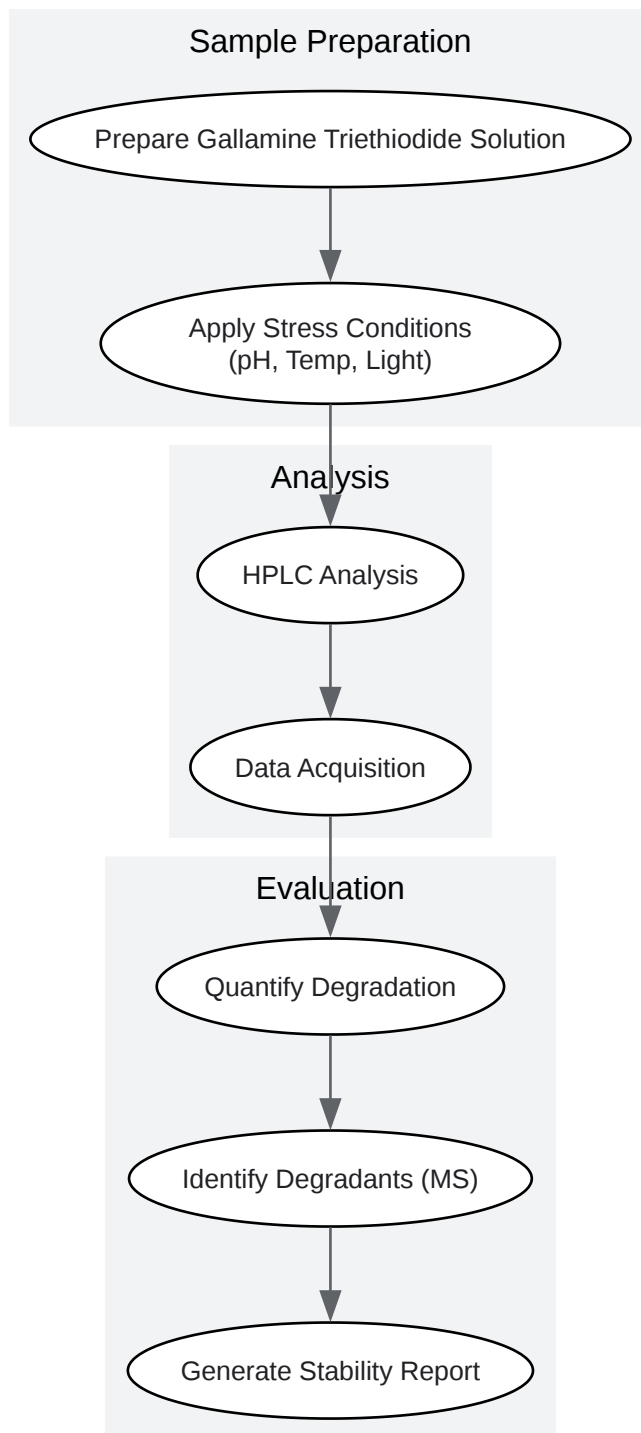 Sample Preparation
Prepare Gallamine Triethiodide Solution
Apply Stress Conditions
(pH, Temp, Light)
Analysis
HPLC Analysis
Data Acquisition
Evaluation
Quantify Degradation
Identify Degradants (MS)
Generate Stability Report